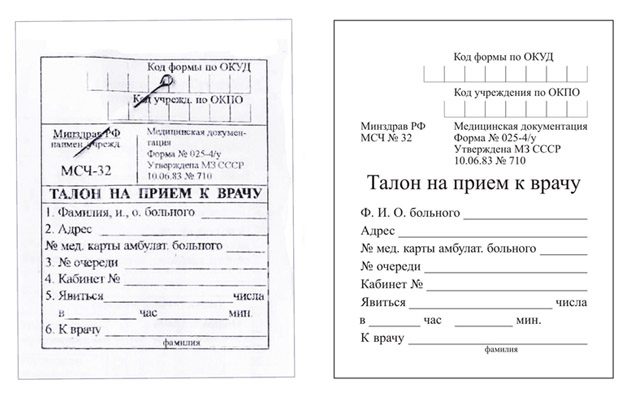 Код формы по ОКУД
Код учрежд. по ОКПО
Минздрав РФ
наимен. учрежд
МСЧ-32
Медицинская докумен-
тация
Форма № 025-4/у
Утверждена МЗ СССР
10.06.83 № 710
ТАЛОН НА ПРИЕМ К ВРАЧУ
1. Фамилия, и., о. больного
2. Адрес
№ мед. карты амбулат. больного
3. № очереди
4. Кабинет №
5. Явиться числа
в час мин.
6. К врачу
фамилия
Код формы по ОКУД
Код учреждения по ОКПО
Минздрав РФ
МСЧ № 32
Медицинская документация
Форма № 025-4/у
Утверждена МЗ СССР
10.06.83 № 710
Талон на прием к врачу
Ф. И. О. больного
Адрес
№ мед. карты амбулат. больного
№ очереди
Кабинет №
Явиться числа
в час мин.
К врачу
фамилия